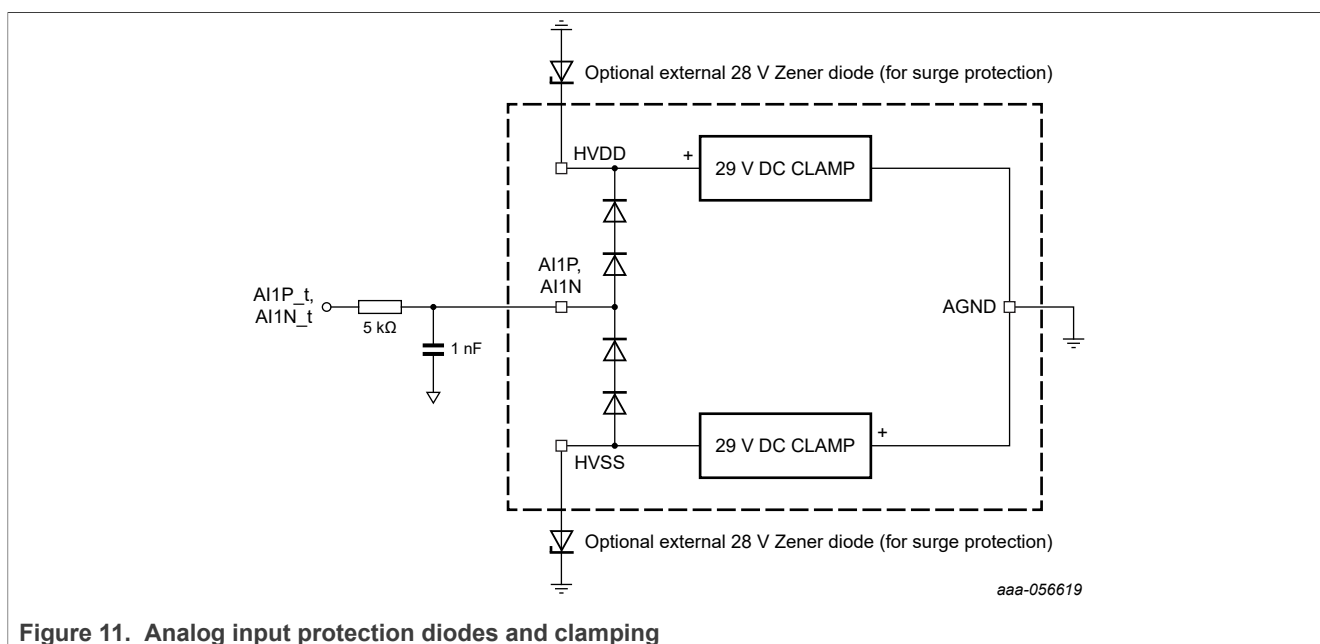 Optional external 28 V Zener diode (for surge protection)
HVDD
+
29 V DC CLAMP
AI1P,
AI1N
AI1P_t,
AI1N_t
5 kΩ
1 nF
AGND
29 V DC CLAMP
+
HVSS
Optional external 28 V Zener diode (for surge protection)
aaa-056619
Figure 11. Analog input protection diodes and clamping